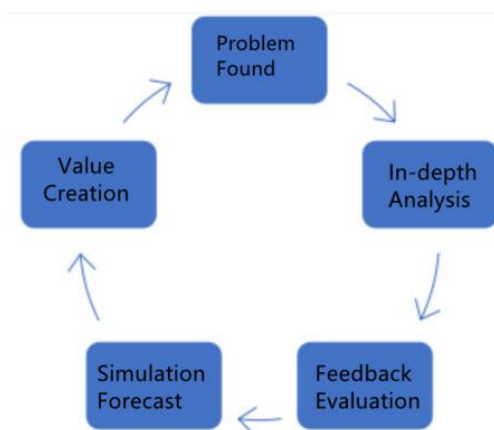 Problem
Found
In-depth
Analysis
Feedback
Evaluation
Simulation
Forecast
Value
Creation